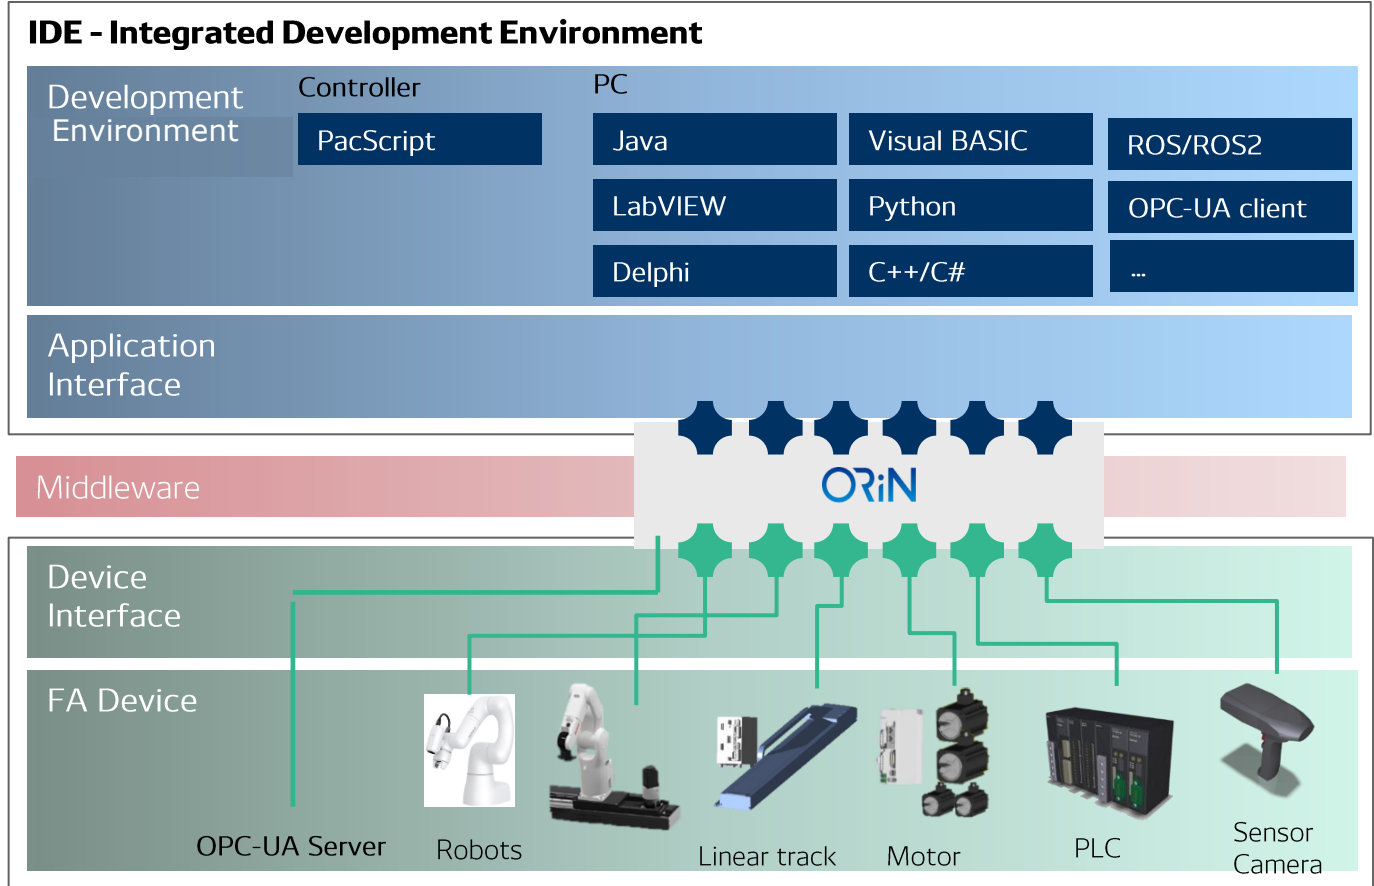 IDE - Integrated Development Environment
Development
Environment
Controller
PC
PacScript
Java
Visual BASIC
ROS/ROS2
LabVIEW
Python
OPC-UA client
Delphi
C++/C#
...
Application
Interface
ORiN
Middleware
Device
Interface
FA Device
OPC-UA Server
Robots
Linear track
Motor
PLC
Sensor
Camera